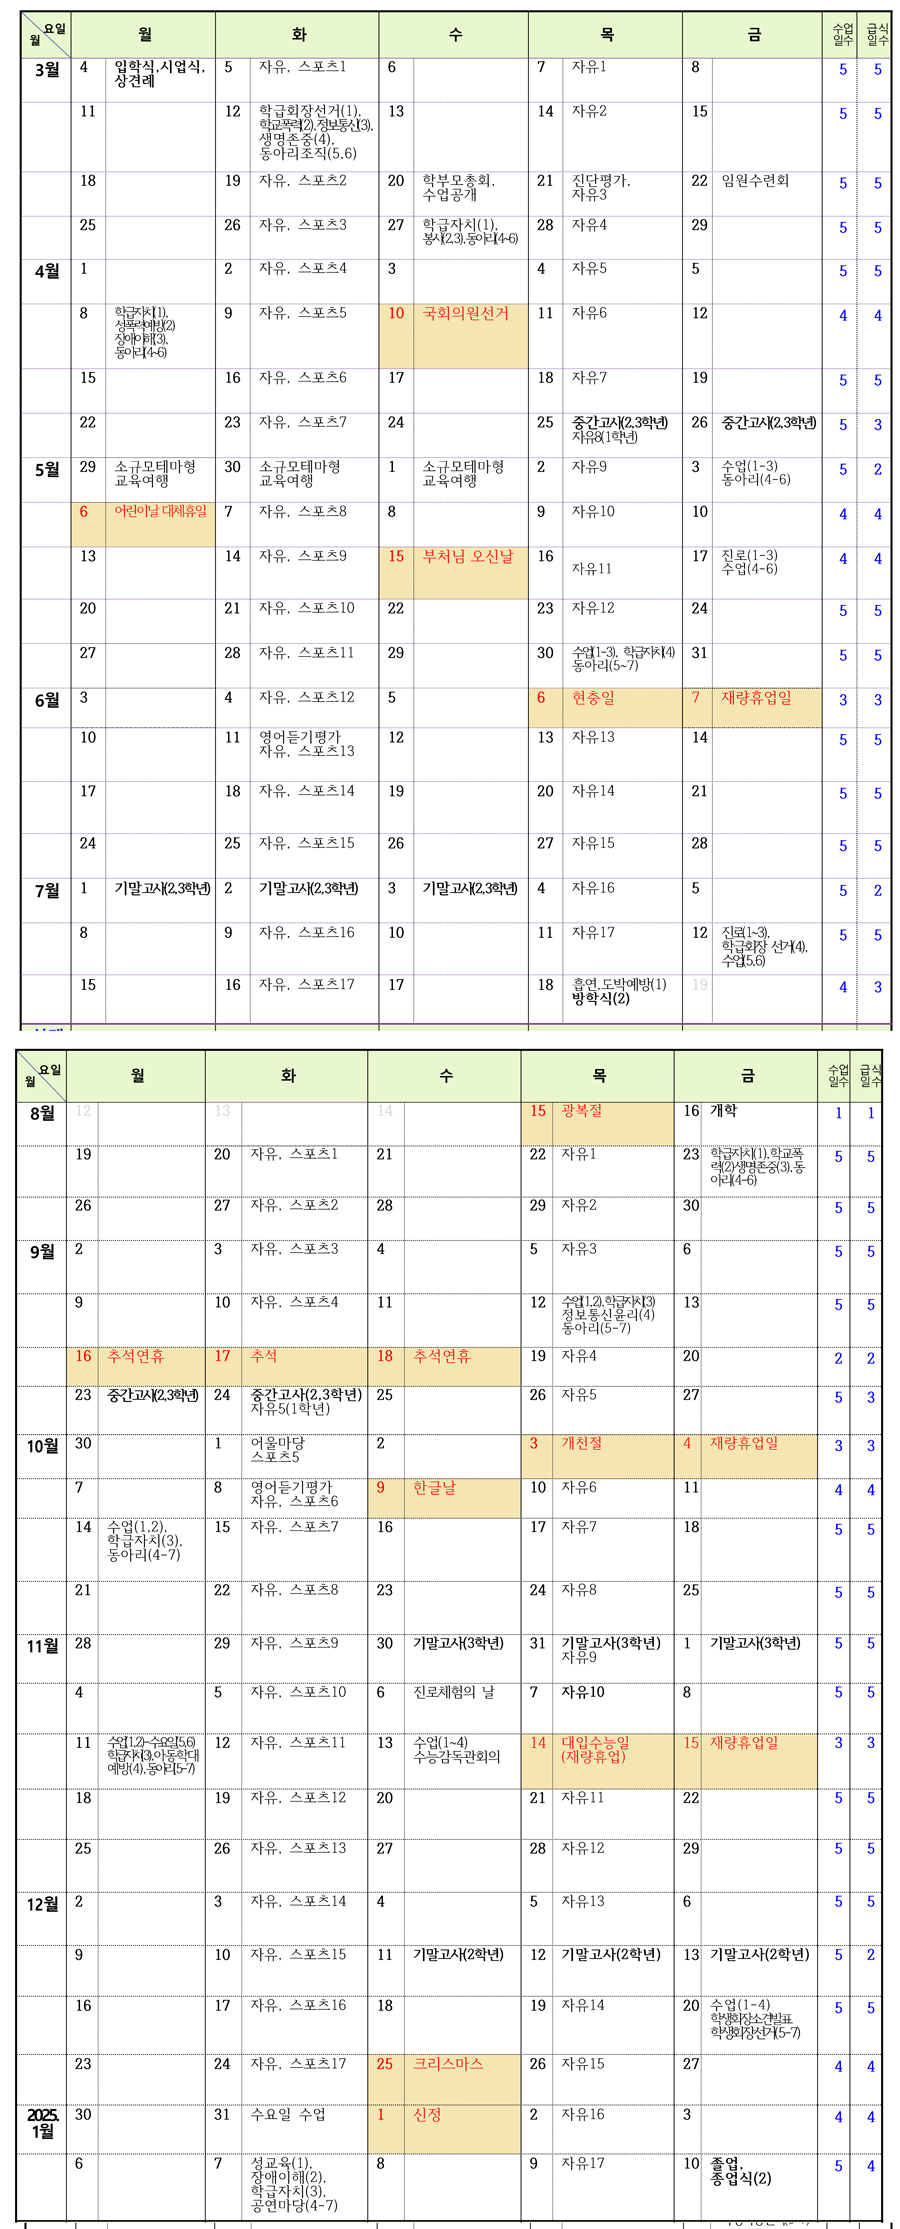 요일
월 월 화 수 목 금 수업일수 급식일수
3월 4 입학식,시업식, 5 자유, 스포츠1 6 7 자유1 8 5 5
상견례
11 12 학급회장선거(1), 13 14 자유2 15 5 5
학교폭력(2),정보통신(3),
생명존중(4),
동아리조직(5,6)
18 19 자유, 스포츠2 20 학부모총회, 21 진단평가, 22 임원수련회 5 5
수업공개 자유3
25 26 자유, 스포츠3 27 학급자치(1), 28 자유4 29 5 5
봉사(2,3),동아리(4~6)
4월 1 2 자유, 스포츠4 3 4 자유5 5 5 5
8 학급자치(1), 9 자유, 스포츠5 10 국회의원선거 11 자유6 12 4 4
성폭력예방(2)
장애이해(3),
동아리(4~6)
15 16 자유, 스포츠6 17 18 자유7 19 5 5
22 23 자유, 스포츠7 24 25 중간고사(2,3학년) 26 중간고사(2,3학년) 5 3
자유8(1학년)
5월 29 소규모테마형 30 소규모테마형 1 소규모테마형 2 자유9 3 수업(1-3) 5 2
교육여행 교육여행 교육여행 동아리(4-6)
6 어린이날 대체휴일 7 자유, 스포츠8 8 9 자유10 10 4 4
13 14 자유, 스포츠9 15 부처님 오신날 16 17 진로(1-3) 4 4
자유11 수업(4-6)
20 21 자유, 스포츠10 22 23 자유12 24 5 5
27 28 자유, 스포츠11 29 30 수업(1-3), 학급자치(4) 31 5 5
동아리(5~7)
6월 3 4 자유, 스포츠12 5 6 현충일 7 재량휴업일 3 3
10 11 영어듣기평가 12 13 자유13 14 5 5
자유, 스포츠13
17 18 자유, 스포츠14 19 20 자유14 21 5 5
24 25 자유, 스포츠15 26 27 자유15 28 5 5
7월 1 기말고사(2,3학년) 2 기말고사(2,3학년) 3 기말고사(2,3학년) 4 자유16 5 5 2
8 9 자유, 스포츠16 10 11 자유17 12 진로(1~3), 5 5
학급회장 선거(4),
수업(5,6)
15 16 자유, 스포츠17 17 18 흡연,도박예방(1) 19 4 3
방학식(2)
요일
월 월 화 수 목 금 수업일수 급식일수
8월 12 13 14 15 광복절 16 개학 1 1
19 20 자유, 스포츠1 21 22 자유1 23 학급자치(1),학교폭 5 5
력(2)생명존중(3),동
아리(4-6)
26 27 자유, 스포츠2 28 29 자유2 30 5 5
9월 2 3 자유, 스포츠3 4 5 자유3 6 5 5
9 10 자유, 스포츠4 11 12 수업(1,2),학급자치(3) 13 5 5
정보통신윤리(4)
동아리(5-7)
16 추석연휴 17 추석 18 추석연휴 19 자유4 20 2 2
23 중간고사(2,3학년) 24 중간고사(2,3학년) 25 26 자유5 27 5 3
자유5(1학년)
10월 30 1 어울마당 2 3 개천절 4 재량휴업일 3 3
스포츠5
7 8 영어듣기평가 9 한글날 10 자유6 11 4 4
자유, 스포츠6
14 수업(1,2), 15 자유, 스포츠7 16 17 자유7 18 5 5
학급자치(3),
동아리(4-7)
21 22 자유, 스포츠8 23 24 자유8 25 5 5
11월 28 29 자유, 스포츠9 30 기말고사(3학년) 31 기말고사(3학년) 1 기말고사(3학년) 5 5
자유9
4 5 자유, 스포츠10 6 진로체험의 날 7 자유10 8 5 5
11 수업(1,2)-수요일(5,6) 12 자유, 스포츠11 13 수업(1~4) 14 대입수능일 15 재량휴업일 3 3
학급자치(3),아동학대 수능감독관회의 (재량휴업)
예방(4),동아리(5-7)
18 19 자유, 스포츠12 20 21 자유11 22 5 5
25 26 자유, 스포츠13 27 28 자유12 29 5 5
12월 2 3 자유, 스포츠14 4 5 자유13 6 5 5
9 10 자유, 스포츠15 11 기말고사(2학년) 12 기말고사(2학년) 13 기말고사(2학년) 5 2
16 17 자유, 스포츠16 18 19 자유14 20 수업(1-4) 5 5
학생회장소견발표
학생회장선거(5-7)
23 24 자유, 스포츠17 25 크리스마스 26 자유15 27 4 4
2025.
1월 30 31 수요일 수업 1 신정 2 자유16 3 4 4
6 7 성교육(1), 8 9 자유17 10 졸업, 5 4
장애이해(2), 종업식(2)
학급자치(3),
공연마당(4-7)